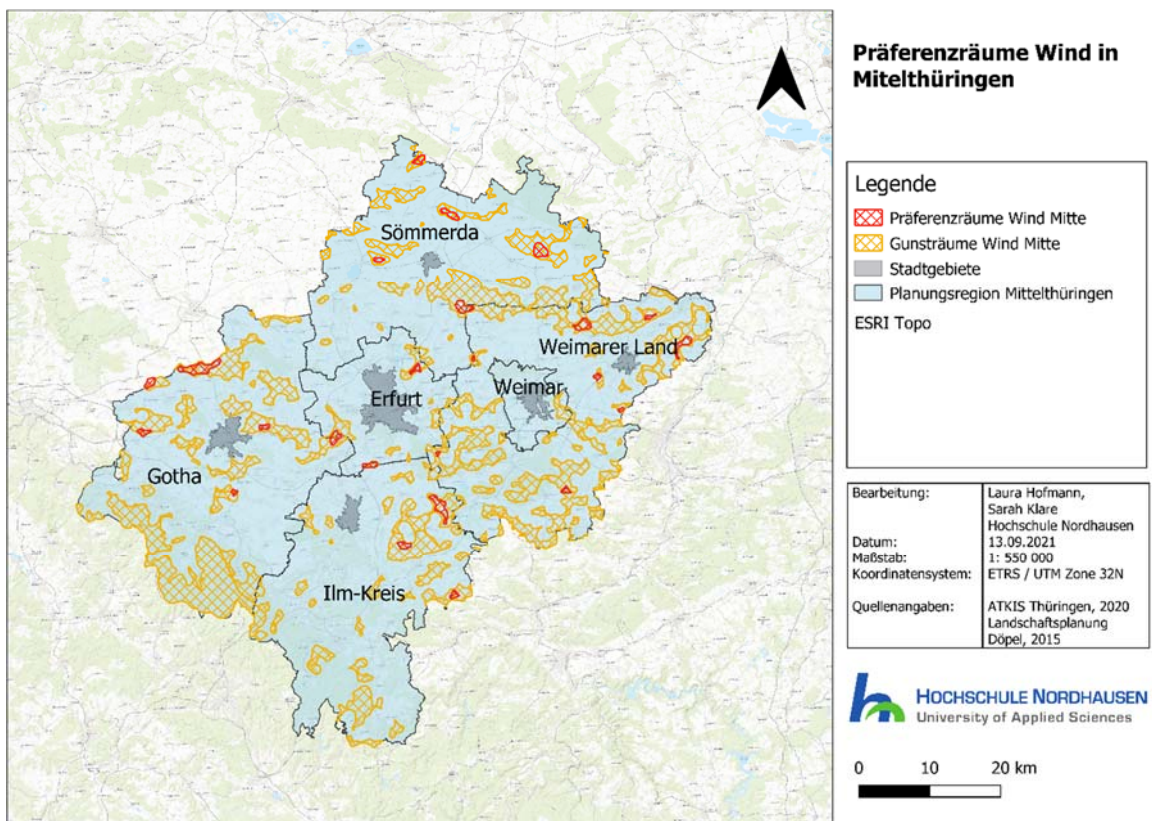 Präferenzräume Wind in
Mitelthüringen
Legende
Präferenzräume Wind Mitte
Gunsträume Wind Mitte
Stadtgebiete
Planungsregion Mittelthüringen
ESRI Topo
Sömmerda
Weimarer Land
Weimar
Erfurt
Gotha
Ilm-Kreis
Bearbeitung: Laura Hofmann,
Sarah Klare
Hochschule Nordhausen
Datum: 13.09.2021
Maßstab: 1: 550 000
Koordinatensystem: ETRS / UTM Zone 32N
Quellenangaben: ATKIS Thüringen, 2020
Landschaftsplanung
Döpel, 2015
HOCHSCHULE NORDHAUSEN
University of Applied Sciences
0 10 20 km